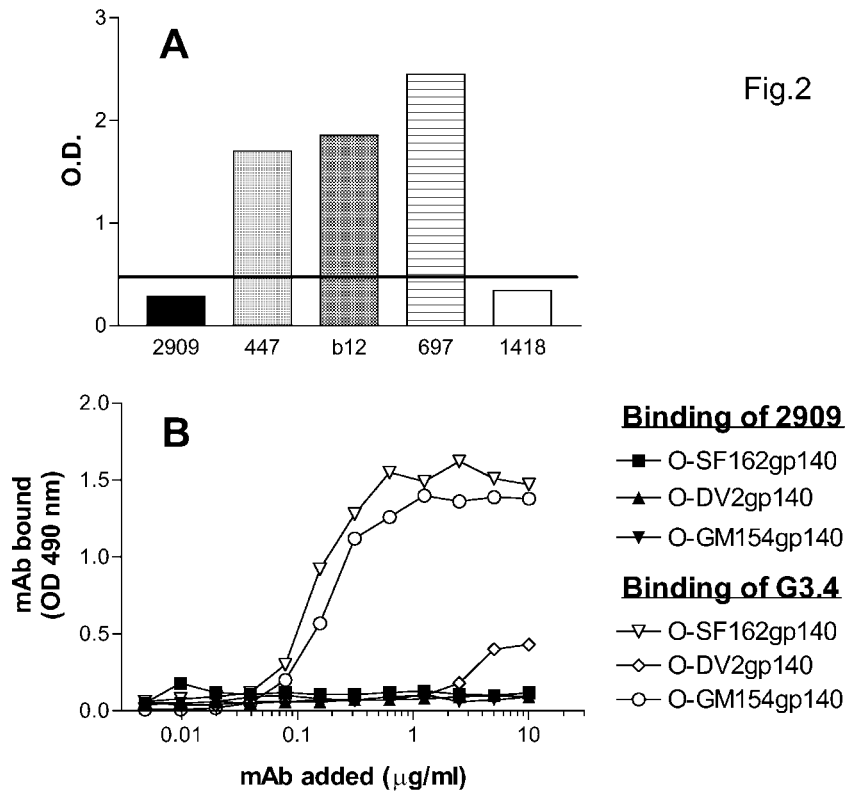 A
Fig.2
O.D.
3
2
1
0
2909 447 b12 697 1418
B
mAb bound
(OD 490 nm)
2.0
1.5
1.0
0.5
0.0
0.01 0.1 1 10
mAb added (μg/ml)
Binding of 2909
O-SF162gp140
O-DV2gp140
O-GM154gp140
Binding of G3.4
O-SF162gp140
O-DV2gp140
O-GM154gp140